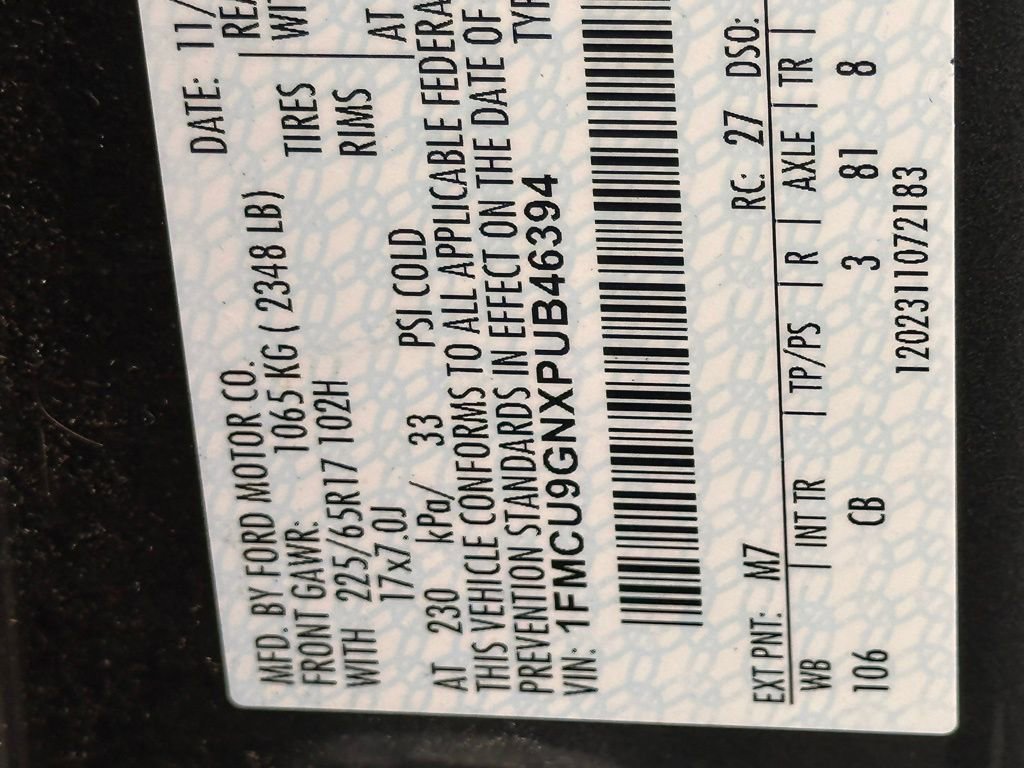 MFD. BY FORD MOTOR CO. DATE: 11/
FRONT GAWR: 1065 KG ( 2348 LB)
WITH 225/65R17 102H TIRES
17x7.0J RIMS
AT 230 kPa/ 33 PSI COLD AT
THIS VEHICLE CONFORMS TO ALL APPLICABLE FEDERA
PREVENTION STANDARDS IN EFFECT ON THE DATE OF
VIN: 1FMCU9GNXPUB46394
EXT PNT: M7 RC: 27 DSO:
WB | INT TR | TP/PS | R | AXLE | TR |
106 CB 3 81 8
1202311072183